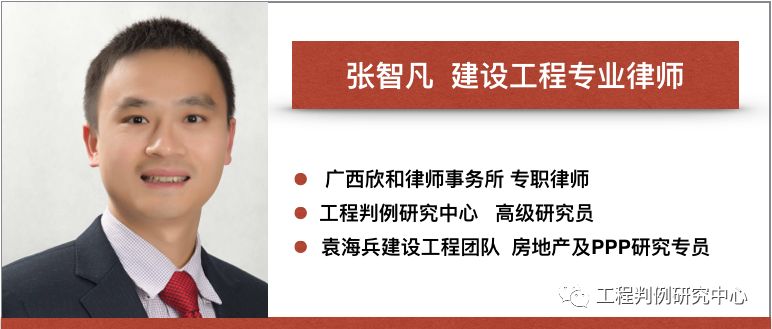 张智凡 建设工程专业律师
广西欣和律师事务所 专职律师
工程判例研究中心 高级研究员
袁海兵建设工程团队 房地产及PPP研究专员
工程判例研究中心